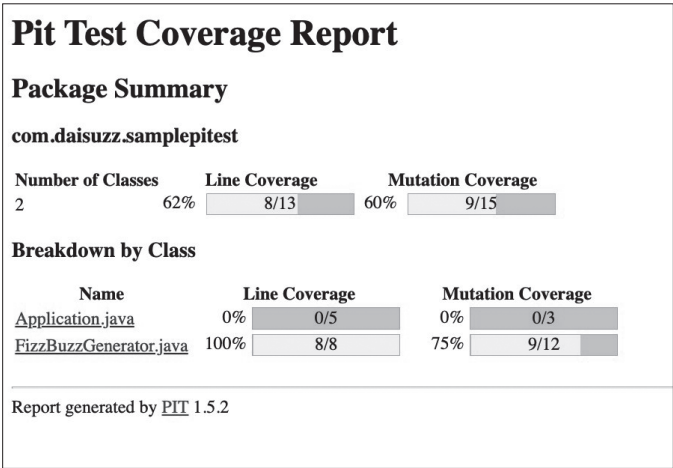 Pit Test Coverage Report
Package Summary
com.daisuzz.samplepitest
Number of Classes Line Coverage Mutation Coverage
2 62% 8/13 60% 9/15
Breakdown by Class
Name Line Coverage Mutation Coverage
Application.java 0% 0/5 0% 0/3
FizzBuzzGenerator.java 100% 8/8 75% 9/12
Report generated by PIT 1.5.2